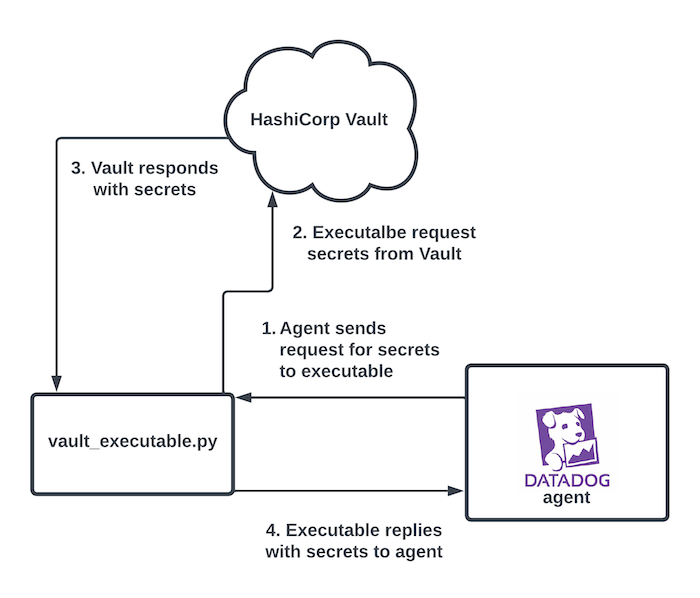 HashiCorp Vault
3. Vault responds
with secrets
2. Executalbe request
secrets from Vault
1. Agent sends
request for secrets
to executable
vault_executable.py
DATADOG
agent
4. Executable replies
with secrets to agent